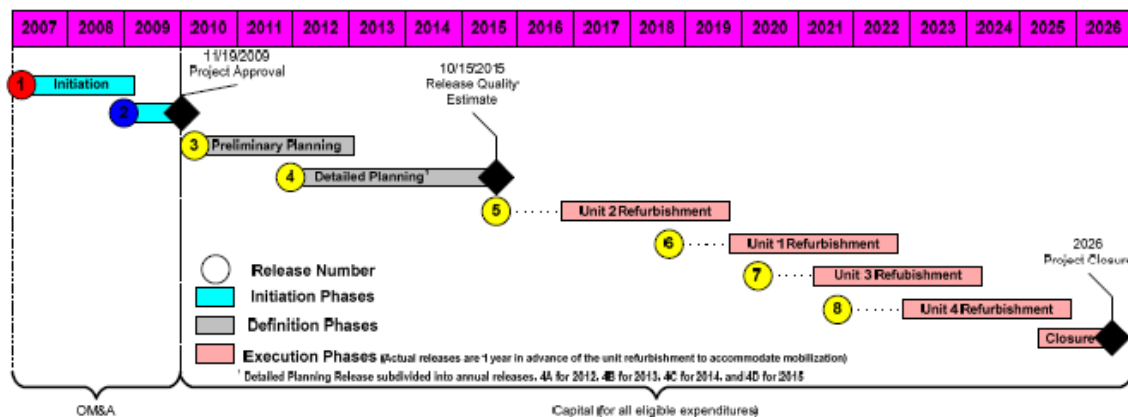 2007 2008 2009 2010 2012 2013 2014 2015 2016 2017 2018 2019 2020 2021 2022 2023 2024 2025 2026
11/19/2009
Project Approval
10/15/2015
Release Quality
Estimate
1 Initiation
2
3 Preliminary Planning
4 Detailed Planning1
5 Unit 2 Refurbishment
6 Unit 1 Refurbishment
2026
Project Closure
7 Unit 3 Refubishment
8 Unit 4 Refurbishment
Closure
Release Number
Initiation Phases
Definition Phases
Execution Phases (Actual releases are 1 year in advance of the unit refurbishment to accommodate mobilization)
1 Detailed Planning Release subdivided into annual releases, 4A for 2012, 4B for 2013, 4C for 2014, and 4D for 2015
OM&A
Capital (for all eligible expenditures)